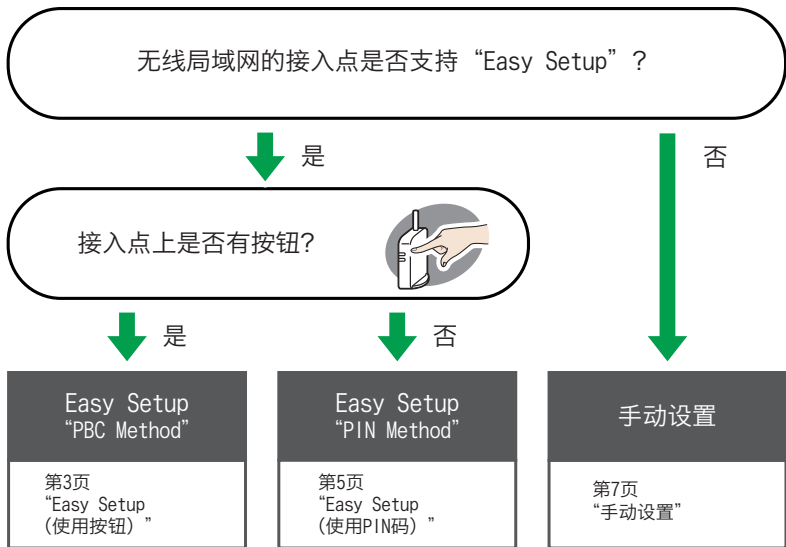 无线局域网的接入点是否支持“Easy Setup”?
是
否
接入点上是否有按钮?
是
否
Easy Setup
“PBC Method”
第3页
“Easy Setup
(使用按钮)”
Easy Setup
“PIN Method”
第5页
“Easy Setup
(使用PIN码)”
手动设置
第7页
“手动设置”